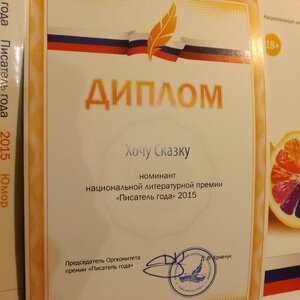 года
Писатель года 2015 Юмор
ДИПЛОМ
Хочу Сказку
номинант
национальной литературной премии
«Писатель года» 2015
Председатель Оргкомитета
премии «Писатель года»
18+